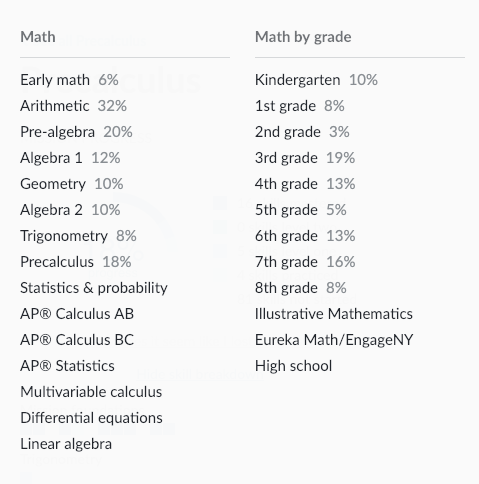 Math
Early math 6%
Arithmetic 32%
Pre-algebra 20%
Algebra 1 12%
Geometry 10%
Algebra 2 10%
Trigonometry 8%
Precalculus 18%
Statistics & probability
AP® Calculus AB
AP® Calculus BC
AP® Statistics
Multivariable calculus
Differential equations
Linear algebra
Math by grade
Kindergarten 10%
1st grade 8%
2nd grade 3%
3rd grade 19%
4th grade 13%
5th grade 5%
6th grade 13%
7th grade 16%
8th grade 8%
Illustrative Mathematics
Eureka Math/EngageNY
High school